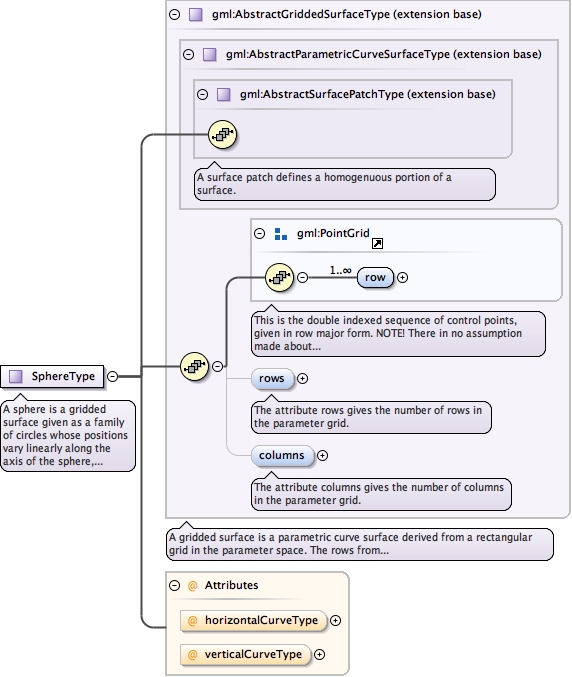 gml:AbstractGriddedSurfaceType (extension base)
gml:AbstractParametricCurveSurfaceType (extension base)
gml:AbstractSurfacePatchType (extension base)
A surface patch defines a homogenuous portion of a
surface.
gml:PointGrid
1..∞
row
This is the double indexed sequence of control points,
given in row major form. NOTE! There in no assumption
made about...
rows
The attribute rows gives the number of rows in
the parameter grid.
columns
The attribute columns gives the number of columns
in the parameter grid.
SphereType
A sphere is a gridded
surface given as a family
of circles whose positions
vary linearly along the
axis of the sphere,...
A gridded surface is a parametric curve surface derived from a rectangular
grid in the parameter space. The rows from...
@ Attributes
@ horizontalCurveType
@ verticalCurveType